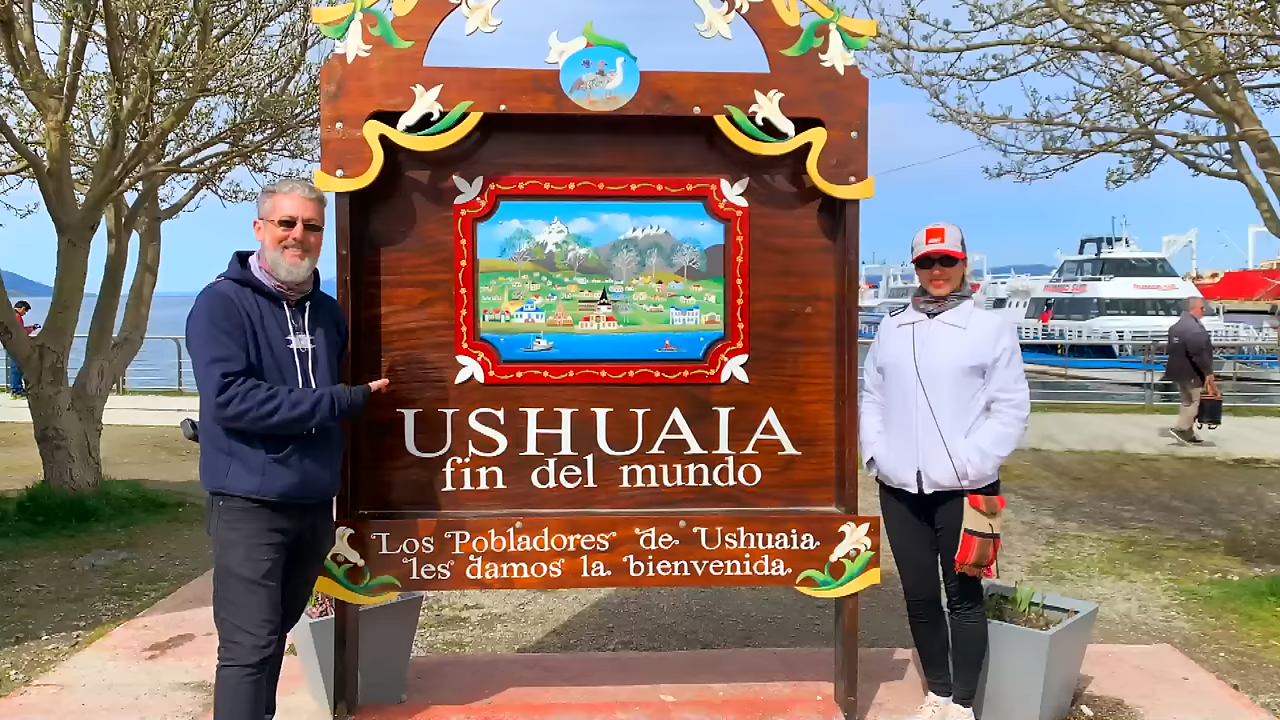 USHUAIA
fin del mundo
Los Pobladores de Ushuaia
les damos la bienvenida